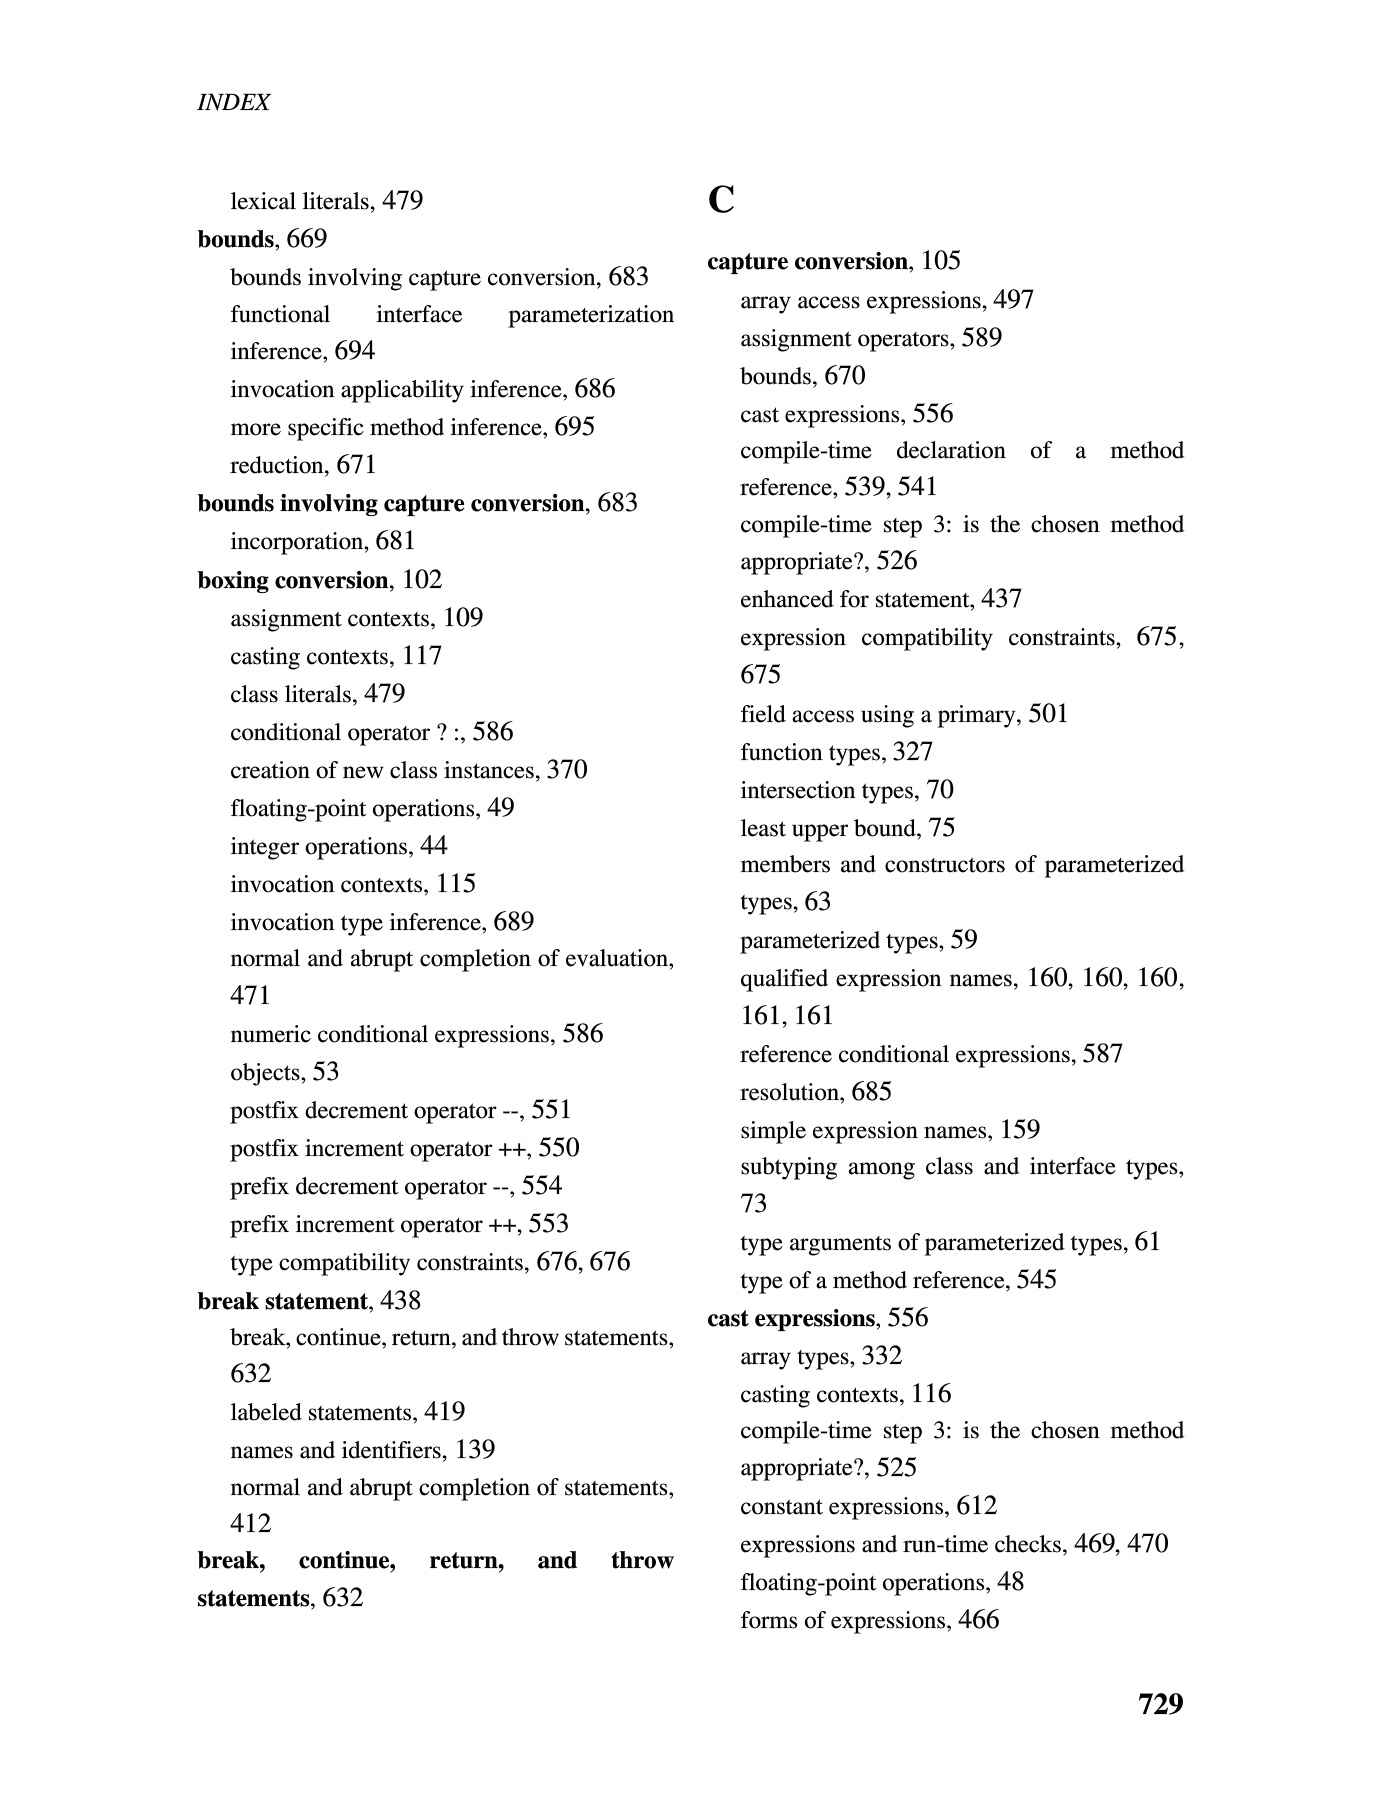 INDEX
lexical literals, 479
bounds, 669
bounds involving capture conversion, 683
functional interface parameterization
inference, 694
invocation applicability inference, 686
more specific method inference, 695
reduction, 671
bounds involving capture conversion, 683
incorporation, 681
boxing conversion, 102
assignment contexts, 109
casting contexts, 117
class literals, 479
conditional operator ? :, 586
creation of new class instances, 370
floating-point operations, 49
integer operations, 44
invocation contexts, 115
invocation type inference, 689
normal and abrupt completion of evaluation,
471
numeric conditional expressions, 586
objects, 53
postfix decrement operator --, 551
postfix increment operator ++, 550
prefix decrement operator --, 554
prefix increment operator ++, 553
type compatibility constraints, 676, 676
break statement, 438
break, continue, return, and throw statements,
632
labeled statements, 419
names and identifiers, 139
normal and abrupt completion of statements,
412
break, continue, return, and throw
statements, 632
C
capture conversion, 105
array access expressions, 497
assignment operators, 589
bounds, 670
cast expressions, 556
compile-time declaration of a method
reference, 539, 541
compile-time step 3: is the chosen method
appropriate?, 526
enhanced for statement, 437
expression compatibility constraints, 675,
675
field access using a primary, 501
function types, 327
intersection types, 70
least upper bound, 75
members and constructors of parameterized
types, 63
parameterized types, 59
qualified expression names, 160, 160, 160,
161, 161
reference conditional expressions, 587
resolution, 685
simple expression names, 159
subtyping among class and interface types,
73
type arguments of parameterized types, 61
type of a method reference, 545
cast expressions, 556
array types, 332
casting contexts, 116
compile-time step 3: is the chosen method
appropriate?, 525
constant expressions, 612
expressions and run-time checks, 469, 470
floating-point operations, 48
forms of expressions, 466
729